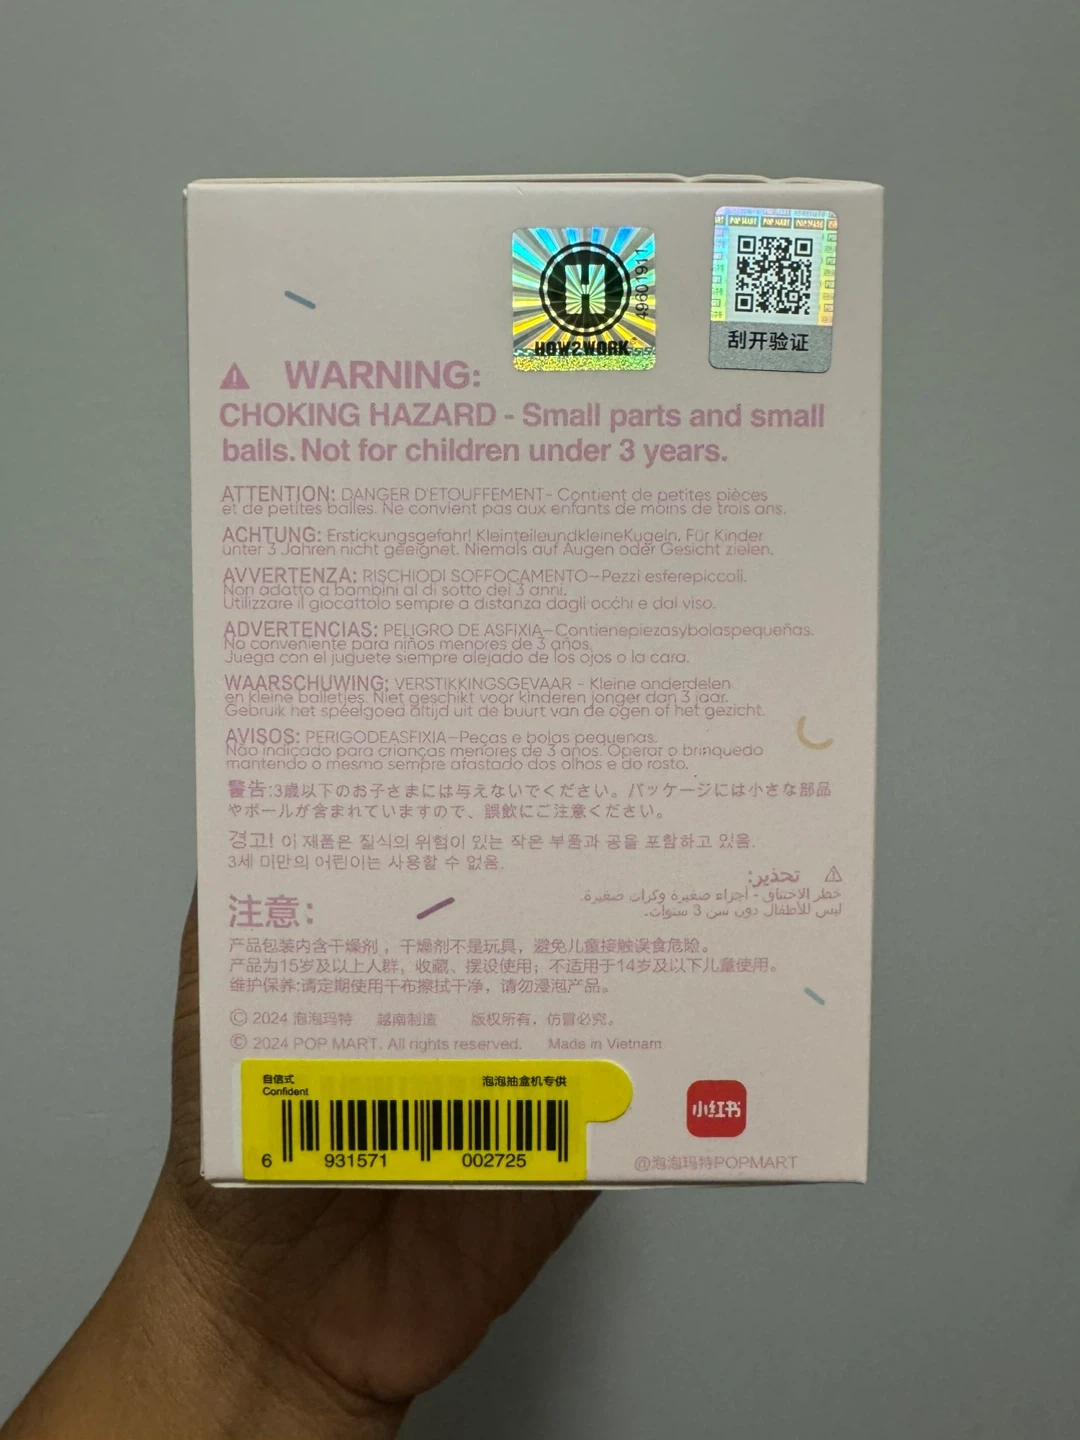 POP MART POP MART POP MART
49601911
HOW2WORK
刮开验证
WARNING:
CHOKING HAZARD - Small parts and small
balls. Not for children under 3 years.
ATTENTION: DANGER D'ETOUFFEMENT- Contient de petites pièces
et de petites balles. Ne convient pas aux enfants de moins de trois ans.
ACHTUNG: Erstickungsgefahr! KleinteileundkleineKugeln. Für Kinder
unter 3 Jahren nicht geeignet. Niemals auf Augen oder Gesicht zielen.
AVVERTENZA: RISCHIODI SOFFOCAMENTO-Pezzi esferepiccoli.
Non adatto a bambini al di sotto dei 3 anni.
Utilizzare il giocattolo sempre a distanza dagli occhi e dal viso.
ADVERTENCIAS: PELIGRO DE ASFIXIA-Contienepiezasybolaspequeñas.
No conveniente para niños menores de 3 años.
Juega con el juguete siempre alejado de los ojos o la cara.
WAARSCHUWING: VERSTIKKINGSGEVAAR - Kleine onderdelen
en kleine balletjes. Niet geschikt voor kinderen jonger dan 3 jaar.
Gebruik het speelgoed altijd uit de buurt van de ogen of het gezicht.
AVISOS: PERIGODEASFIXIA-Peças e bolas pequenas.
Não indicado para crianças menores de 3 anos. Operar o brinquedo
mantendo o mesmo sempre afastado dos olhos e do rosto.
警告:3歳以下のお子さまには与えないでください。パッケージには小さな部品
やボールが含まれていますので、誤飲にご注意ください。
경고! 이 제품은 질식의 위험이 있는 작은 부품과 공을 포함하고 있음.
3세 미만의 어린이는 사용할 수 없음.
تحذير:
خطر الاختناق - أجزاء صغيرة وكرات صغيرة.
ليس للأطفال دون سن 3 سنوات.
注意:
产品包装内含干燥剂，干燥剂不是玩具，避免儿童接触误食危险。
产品为15岁及以上人群，收藏、摆设使用；不适用于14岁及以下儿童使用。
维护保养:请定期使用干布擦拭干净，请勿浸泡产品。
© 2024 泡泡玛特 越南制造 版权所有，仿冒必究。
© 2024 POP MART. All rights reserved. Made in Vietnam
自信式 泡泡抽盒机专供
Confident
6 931571 002725
小红书
@泡泡玛特POPMART